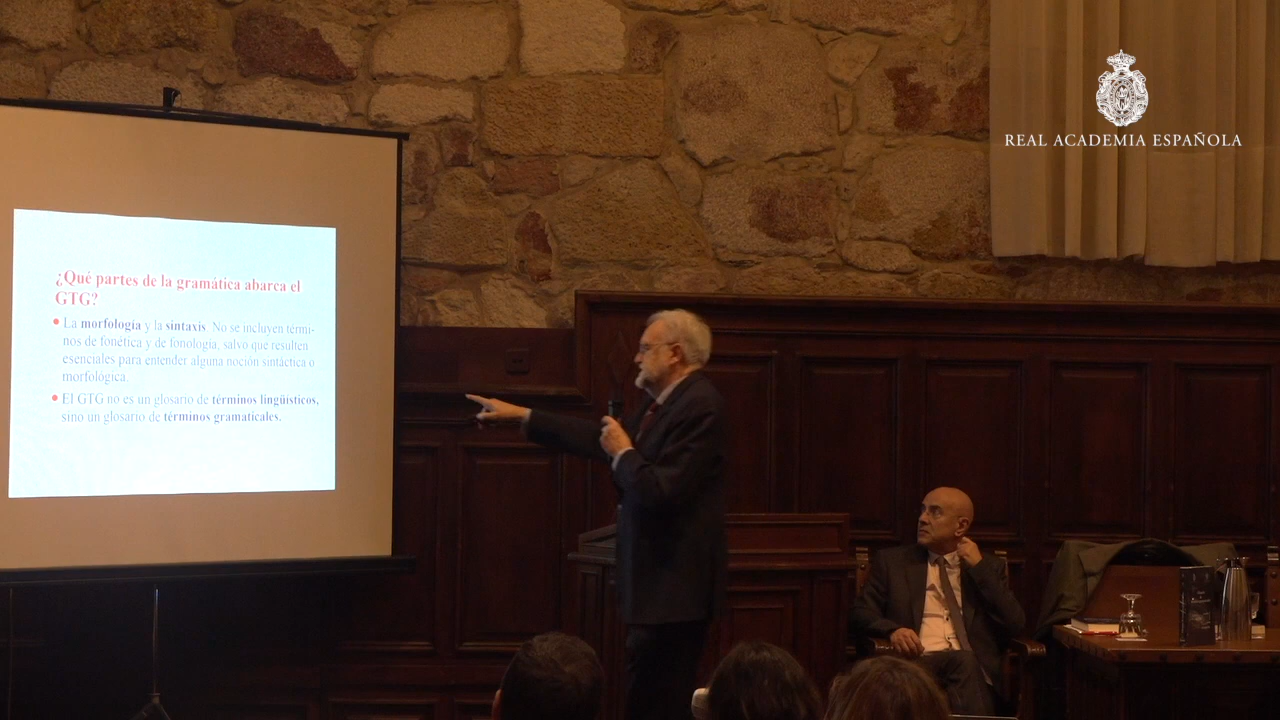 REAL ACADEMIA ESPAÑOLA
¿Qué partes de la gramática abarca el
GTG?
La morfología y la sintaxis. No se incluyen térmi-
nos de fonética y de fonología, salvo que resulten
esenciales para entender alguna noción sintáctica o
morfológica.
El GTG no es un glosario de términos lingüísticos,
sino un glosario de términos gramaticales.